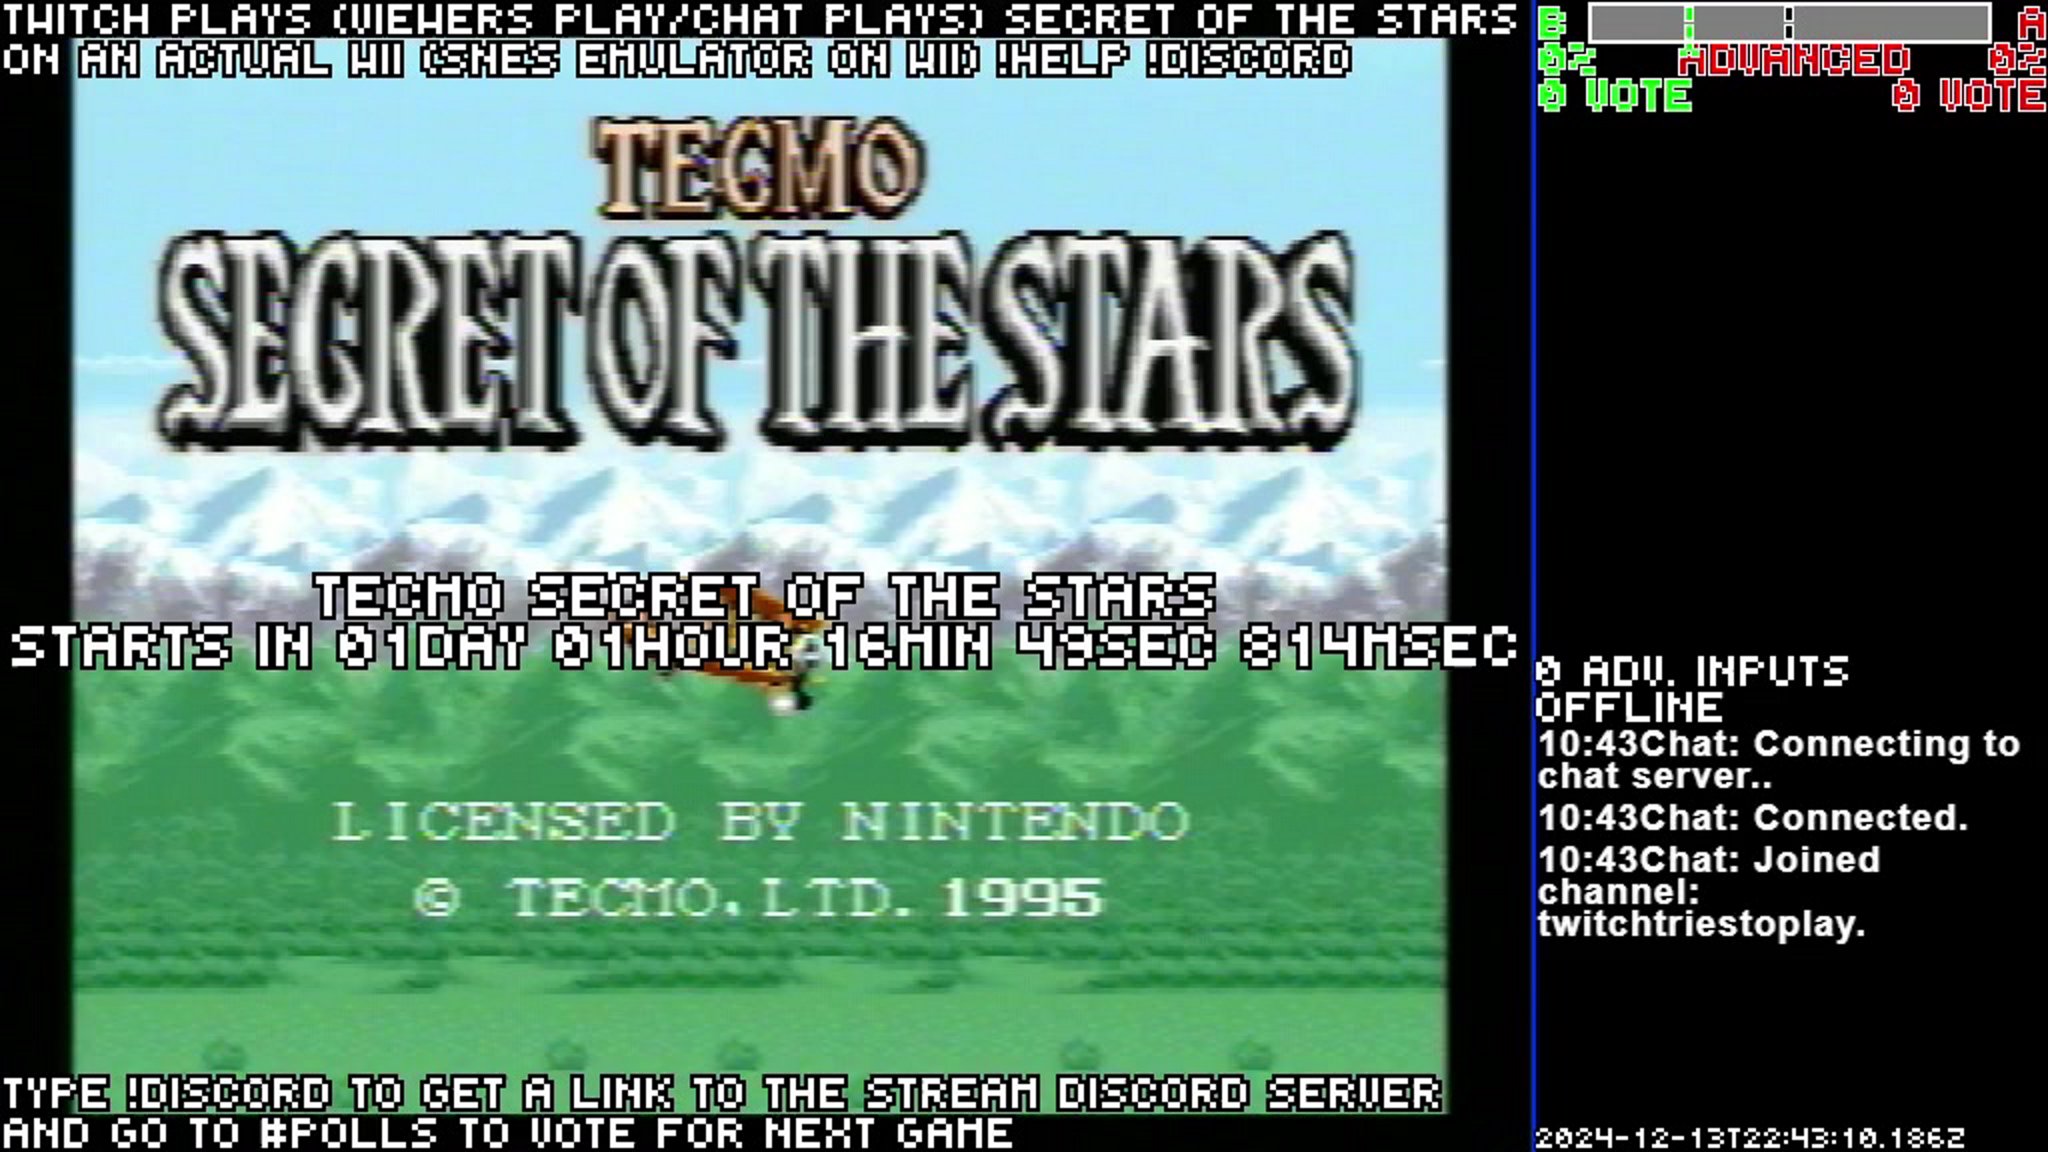 TWITCH PLAYS (VIEWERS PLAY/CHAT PLAYS) SECRET OF THE STARS
ON AN ACTUAL WII (SNES EMULATOR ON WII) !HELP !DISCORD
TECMO
SECRET OF THE STARS
TECMO SECRET OF THE STARS
STARTS IN 01DAY 01HOUR 16MIN 49SEC 814MSEC
LICENSED BY NINTENDO
© TECMO, LTD. 1995
TYPE !DISCORD TO GET A LINK TO THE STREAM DISCORD SERVER
AND GO TO #POLLS TO VOTE FOR NEXT GAME
B A
0% ADVANCED 0%
0 VOTE 0 VOTE
0 ADV. INPUTS
OFFLINE
10:43Chat: Connecting to
chat server..
10:43Chat: Connected.
10:43Chat: Joined
channel:
twitchtriestoplay.
2024-12-13T22:43:10.186Z